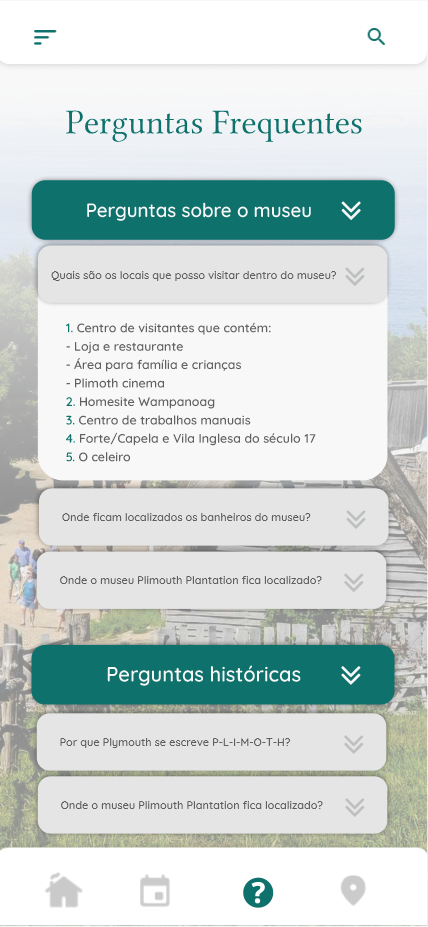 Perguntas Frequentes
Perguntas sobre o museu
Quais são os locais que posso visitar dentro do museu?
1. Centro de visitantes que contém:
- Loja e restaurante
- Área para família e crianças
- Plimoth cinema
2. Homesite Wampanoag
3. Centro de trabalhos manuais
4. Forte/Capela e Vila Inglesa do século 17
5. O celeiro
Onde ficam localizados os banheiros do museu?
Onde o museu Plimouth Plantation fica localizado?
Perguntas históricas
Por que Plymouth se escreve P-L-I-M-O-T-H?
Onde o museu Plimouth Plantation fica localizado?
?